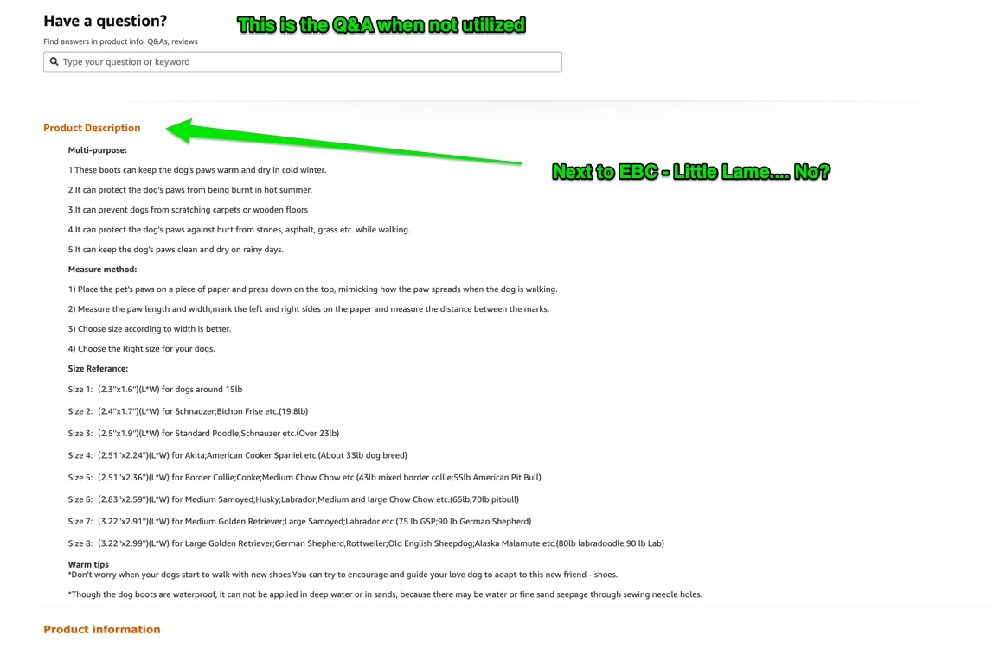 Have a question?
This is the Q&A when not utilized
Find answers in product info, Q&As, reviews
Type your question or keyword
Product Description
Multi-purpose:
1.These boots can keep the dog's paws warm and dry in cold winter.
Next to EBC - Little Lame.... No?
2.It can protect the dog's paws from being burnt in hot summer.
3.It can prevent dogs from scratching carpets or wooden floors
4.It can protect the dog's paws against hurt from stones, asphalt, grass etc. while walking.
5.It can keep the dog's paws clean and dry on rainy days.
Measure method:
1) Place the pet's paws on a piece of paper and press down on the top, mimicking how the paw spreads when the dog is walking.
2) Measure the paw length and width,mark the left and right sides on the paper and measure the distance between the marks.
3) Choose size according to width is better.
4) Choose the Right size for your dogs.
Size Referance:
Size 1:（2.3"x1.6")(L*W) for dogs around 15lb
Size 2:（2.4"x1.7")(L*W) for Schnauzer;Bichon Frise etc.(19.8lb)
Size 3:（2.5"x1.9")(L*W) for Standard Poodle;Schnauzer etc.(Over 23lb)
Size 4:（2.51"x2.24")(L*W) for Akita;American Cooker Spaniel etc.(About 33lb dog breed)
Size 5:（2.51"x2.36")(L*W) for Border Collie;Cooke;Medium Chow Chow etc.(43lb mixed border collie;55lb American Pit Bull)
Size 6:（2.83"x2.59")(L*W) for Medium Samoyed;Husky;Labrador;Medium and large Chow Chow etc.(65lb;70lb pitbull)
Size 7:（3.22"x2.91")(L*W) for Medium Golden Retriever;Large Samoyed;Labrador etc.(75 lb GSP;90 lb German Shepherd)
Size 8:（3.22"x2.99")(L*W) for Large Golden Retriever;German Shepherd,Rottweiler;Old English Sheepdog;Alaska Malamute etc.(80lb labradoodle;90 lb Lab)
Warm tips
*Don't worry when your dogs start to walk with new shoes.You can try to encourage and guide your love dog to adapt to this new friend - shoes.
*Though the dog boots are waterproof, it can not be applied in deep water or in sands, because there may be water or fine sand seepage through sewing needle holes.
Product information